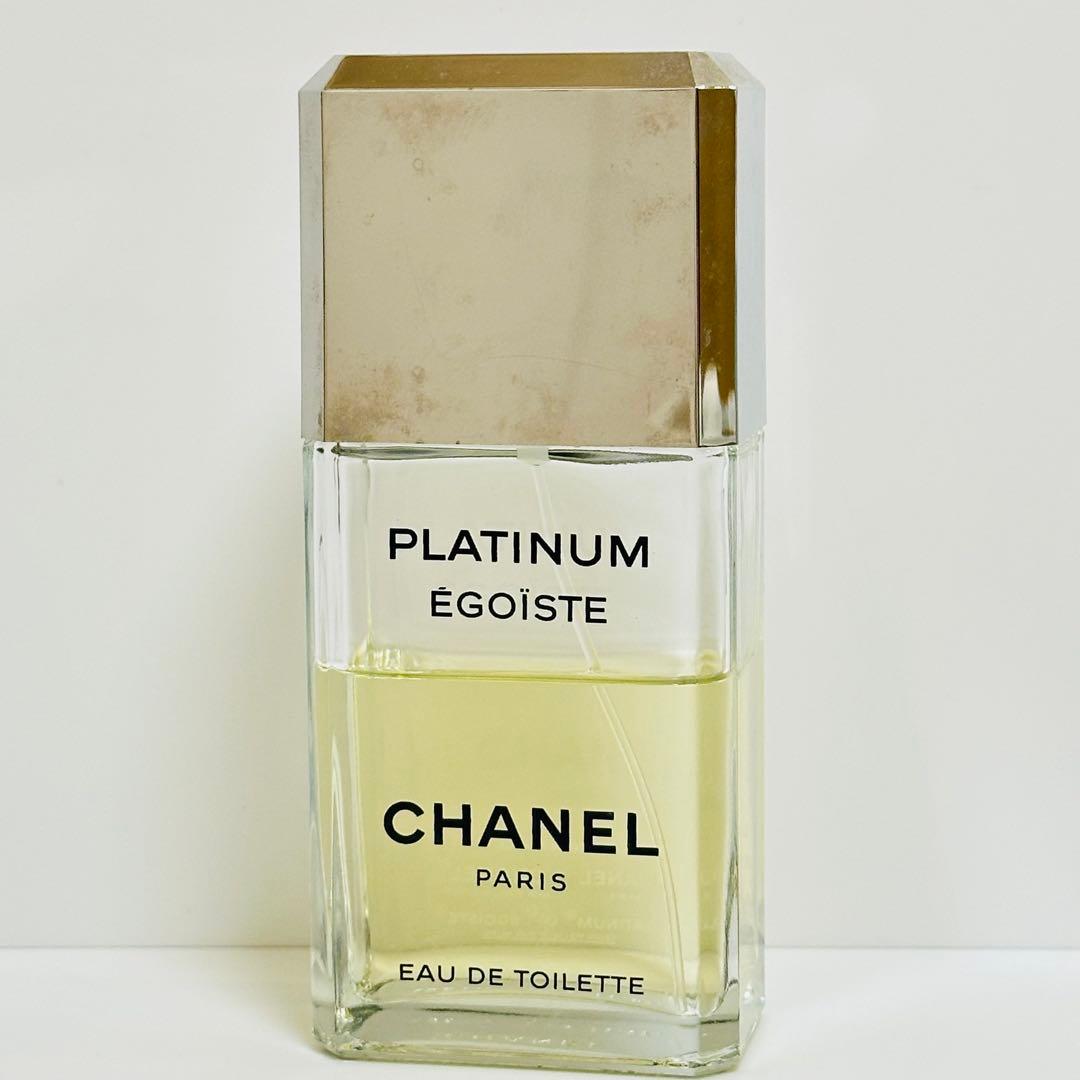 PLATINUM
ÉGOÏSTE
CHANEL
PARIS
EAU DE TOILETTE